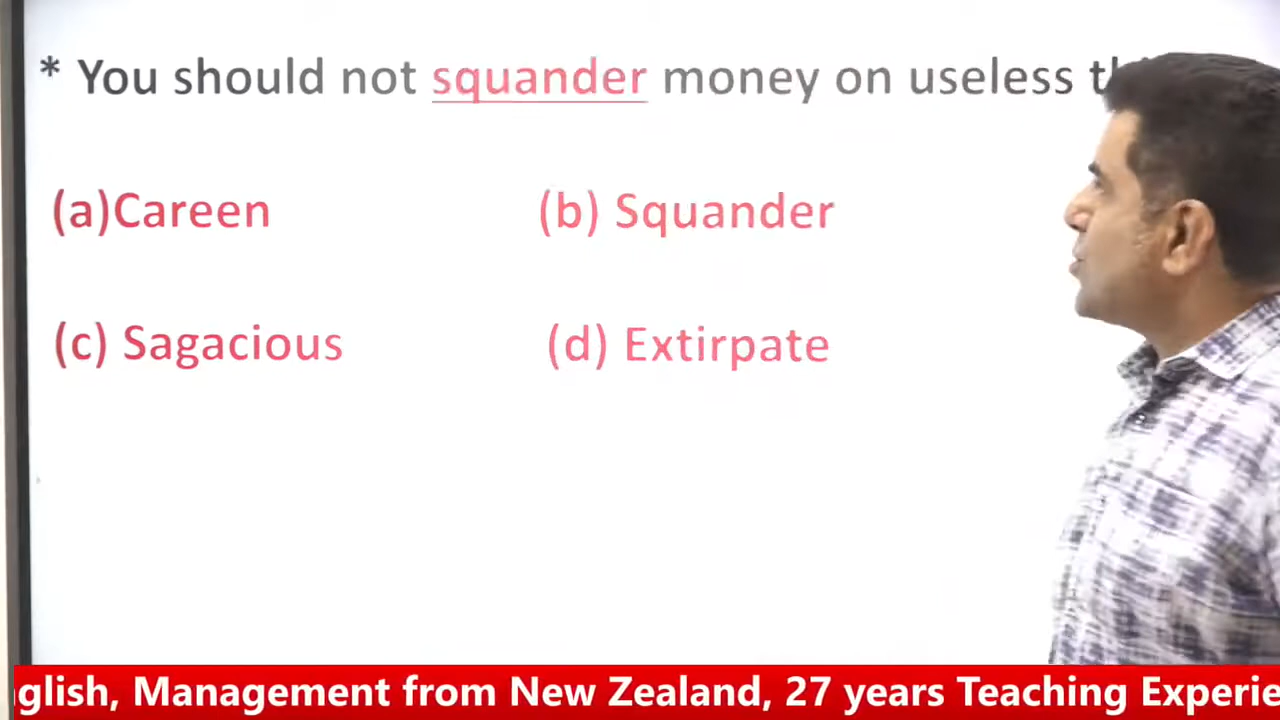 * You should not squander money on useless
(a)Careen (b) Squander
(c) Sagacious (d) Extirpate
glish, Management from New Zealand, 27 years Teaching Experie